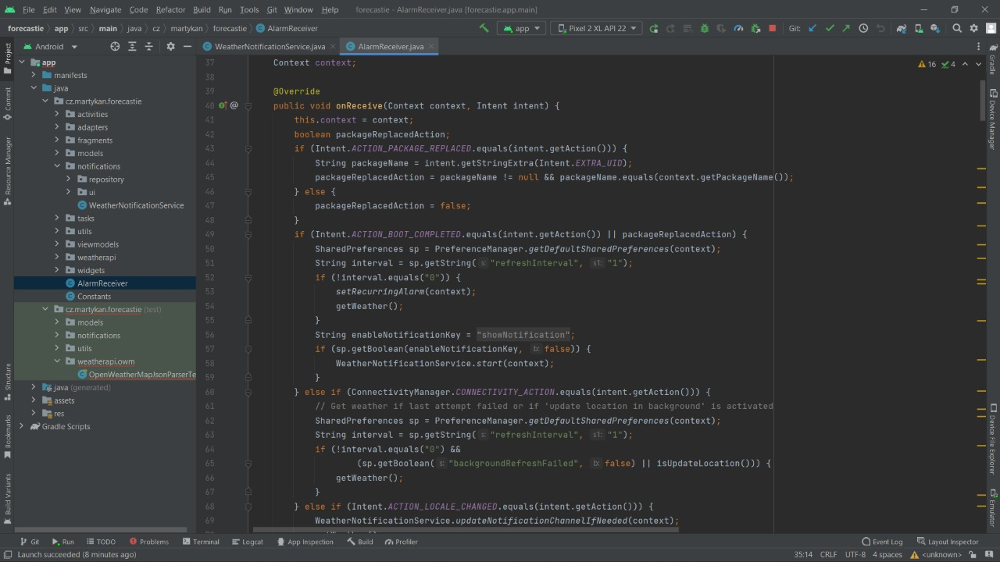 File Edit View Navigate Code Refactor Build Run Tools Git Window Help forecastie - AlarmReceiver.java [forecastie.app.main]
forecastie app src main java cz martykan forecastie AlarmReceiver app Pixel 2 XL API 22 Git:
Android
WeatherNotificationService.java AlarmReceiver.java
Project
Commit
Resource Manager
Structure
Bookmarks
Build Variants
app
manifests
java
cz.martykan.forecastie
activities
adapters
fragments
models
notifications
repository
ui
WeatherNotificationService
tasks
utils
viewmodels
weatherapi
widgets
AlarmReceiver
Constants
cz.martykan.forecastie (test)
models
notifications
utils
weatherapi.owm
OpenWeatherMapJsonParserTe
java (generated)
assets
res
Gradle Scripts
16 4
37 Context context;
38
39 @Override
40 @ public void onReceive(Context context, Intent intent) {
41 this.context = context;
42 boolean packageReplacedAction;
43 if (Intent.ACTION_PACKAGE_REPLACED.equals(intent.getAction())) {
44 String packageName = intent.getStringExtra(Intent.EXTRA_UID);
45 packageReplacedAction = packageName != null && packageName.equals(context.getPackageName());
46 } else {
47 packageReplacedAction = false;
48 }
49 if (Intent.ACTION_BOOT_COMPLETED.equals(intent.getAction()) || packageReplacedAction) {
50 SharedPreferences sp = PreferenceManager.getDefaultSharedPreferences(context);
51 String interval = sp.getString( s: "refreshInterval", s1: "1");
52 if (!interval.equals("0")) {
53 setRecurringAlarm(context);
54 getWeather();
55 }
56 String enableNotificationKey = "showNotification";
57 if (sp.getBoolean(enableNotificationKey, b: false)) {
58 WeatherNotificationService.start(context);
59 }
60 } else if (ConnectivityManager.CONNECTIVITY_ACTION.equals(intent.getAction())) {
61 // Get weather if last attempt failed or if 'update location in background' is activated
62 SharedPreferences sp = PreferenceManager.getDefaultSharedPreferences(context);
63 String interval = sp.getString( s: "refreshInterval", s1: "1");
64 if (!interval.equals("0") &&
65 (sp.getBoolean( s: "backgroundRefreshFailed", b: false) || isUpdateLocation())) {
66 getWeather();
67 }
68 } else if (Intent.ACTION_LOCALE_CHANGED.equals(intent.getAction())) {
69 WeatherNotificationService.updateNotificationChannelIfNeeded(context);
Gradle
Device Manager
Device File Explorer
Emulator
Git Run TODO Problems Terminal Logcat App Inspection Build Profiler Event Log Layout Inspector
Launch succeeded (8 minutes ago) 35:14 CRLF UTF-8 4 spaces <unknown>